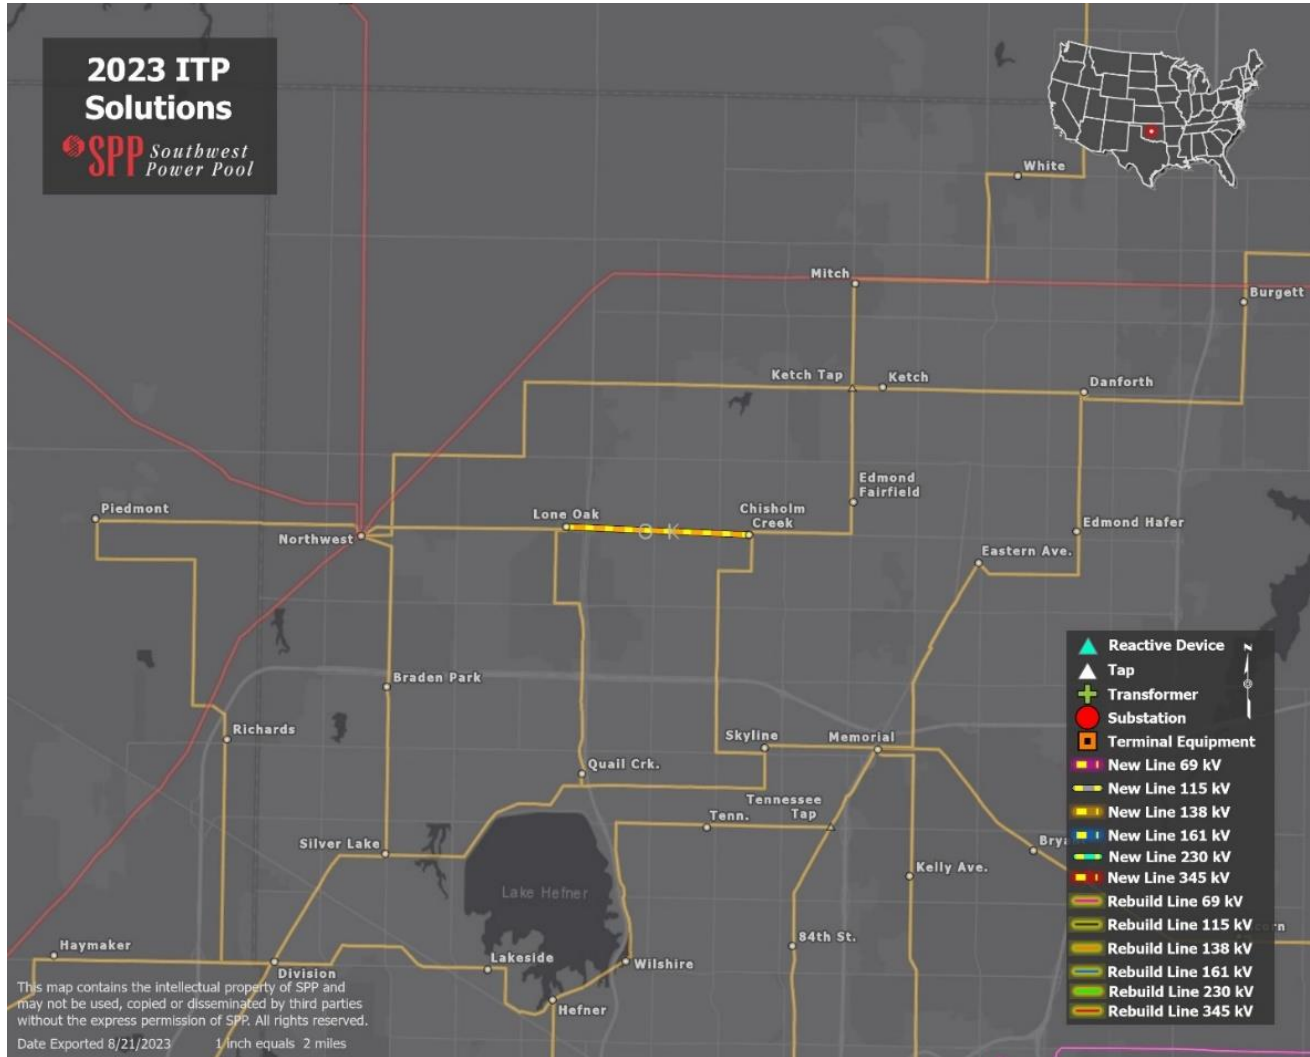 2023 ITP
Solutions
SPP Southwest
Power Pool
White
Mitch
Burgett
Ketch Tap
Ketch
Danforth
Edmond
Fairfield
Piedmont
Lone Oak
Chisholm
Creek
O K
Northwest
Edmond Hafer
Eastern Ave.
Braden Park
Richards
Skyline
Memorial
Quail Crk.
Tennessee
Tap
Tenn.
Silver Lake
Kelly Ave.
Lake Hefner
84th St.
Haymaker
Division
Lakeside
Wilshire
Hefner
N
Reactive Device
Tap
Transformer
Substation
Terminal Equipment
New Line 69 kV
New Line 115 kV
New Line 138 kV
New Line 161 kV
New Line 230 kV
New Line 345 kV
Rebuild Line 69 kV
Rebuild Line 115 kV
Rebuild Line 138 kV
Rebuild Line 161 kV
Rebuild Line 230 kV
Rebuild Line 345 kV
This map contains the intellectual property of SPP and
may not be used, copied or disseminated by third parties
without the express permission of SPP. All rights reserved.
Date Exported 8/21/2023 1 inch equals 2 miles